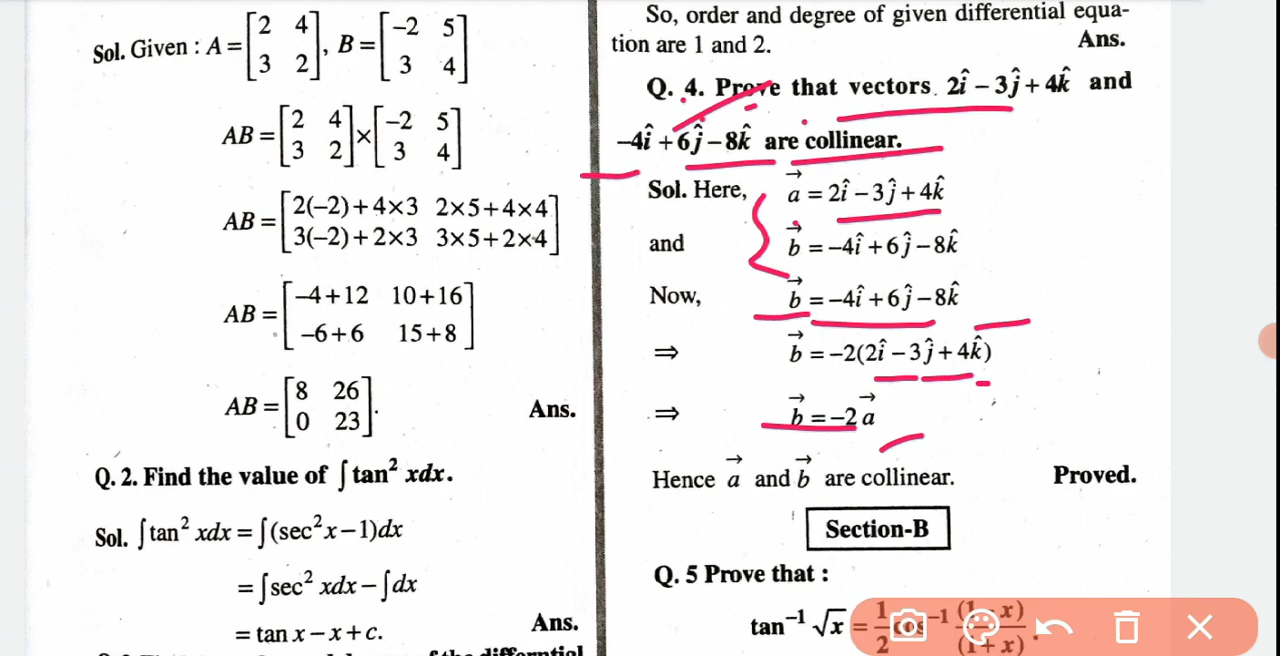 Sol. Given : A = [2 4
3 2], B = [−2 5
3 4]
AB = [2 4
3 2] × [−2 5
3 4]
AB = [2(−2)+4×3 2×5+4×4
3(−2)+2×3 3×5+2×4]
AB = [−4+12 10+16
−6+6 15+8]
AB = [8 26
0 23]. Ans.
Q. 2. Find the value of ∫tan² xdx.
Sol. ∫tan² xdx = ∫(sec²x−1)dx
= ∫sec² xdx − ∫dx
= tan x − x + c. Ans.
So, order and degree of given differential equa-
tion are 1 and 2. Ans.
Q. 4. Prove that vectors 2î − 3ĵ + 4k̂ and
−4î + 6ĵ − 8k̂ are collinear.
Sol. Here, a⃗ = 2î − 3ĵ + 4k̂
and b⃗ = −4î + 6ĵ − 8k̂
Now, b⃗ = −4î + 6ĵ − 8k̂
⇒ b⃗ = −2(2î − 3ĵ + 4k̂)
⇒ b⃗ = −2a⃗
Hence a⃗ and b⃗ are collinear. Proved.
Section-B
Q. 5 Prove that :
tan⁻¹ √x = 1/2 cos⁻¹ (1−x)/(1+x).